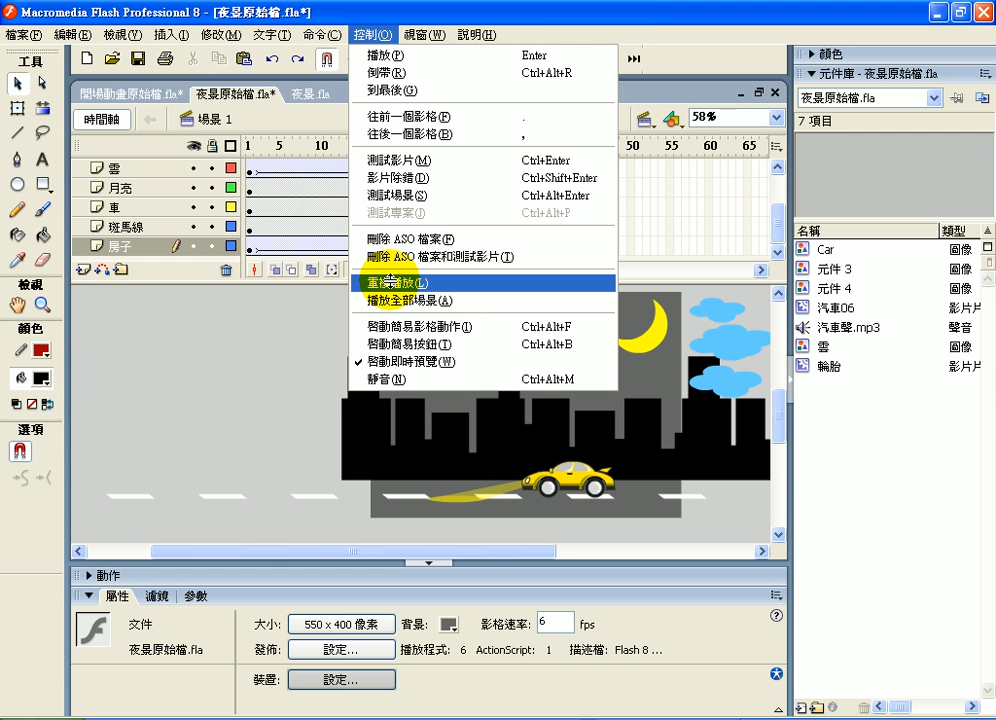 Macromedia Flash Professional 8 - [夜景原始檔.fla*]
檔案(F) 編輯(E) 檢視(V) 插入(I) 修改(M) 文字(T) 命令(C) 控制(O) 視窗(W) 說明(H)
工具
檢視
顏色
選項
開場動畫原始檔.fla* 夜景原始檔.fla* 夜景.fla
時間軸 場景 1 58%
1 5 10 50 55 60 65
雲
月亮
車
斑馬線
房子
播放(P) Enter
倒帶(R) Ctrl+Alt+R
到最後(G)
往前一個影格(F) .
往後一個影格(B) ,
測試影片(M) Ctrl+Enter
影片除錯(D) Ctrl+Shift+Enter
測試場景(S) Ctrl+Alt+Enter
測試專案(J) Ctrl+Alt+P
刪除 ASO 檔案(F)
刪除 ASO 檔案和測試影片(T)
重複播放(L)
播放全部場景(A)
啟動簡易影格動作(I) Ctrl+Alt+F
啟動簡易按鈕(T) Ctrl+Alt+B
啟動即時預覽(W)
靜音(N) Ctrl+Alt+M
顏色
元件庫 - 夜景原始檔.fla
夜景原始檔.fla
7 項目
名稱 類型
Car 圖像
元件 3 圖像
元件 4 圖像
汽車06 影片片
汽車聲.mp3 聲音
雲 圖像
輪胎 影片片
動作
屬性 濾鏡 參數
文件
夜景原始檔.fla
大小: 550 x 400 像素 背景: 影格速率: 6 fps
發佈: 設定... 播放程式: 6 ActionScript: 1 描述檔: Flash 8 ...
裝置: 設定...